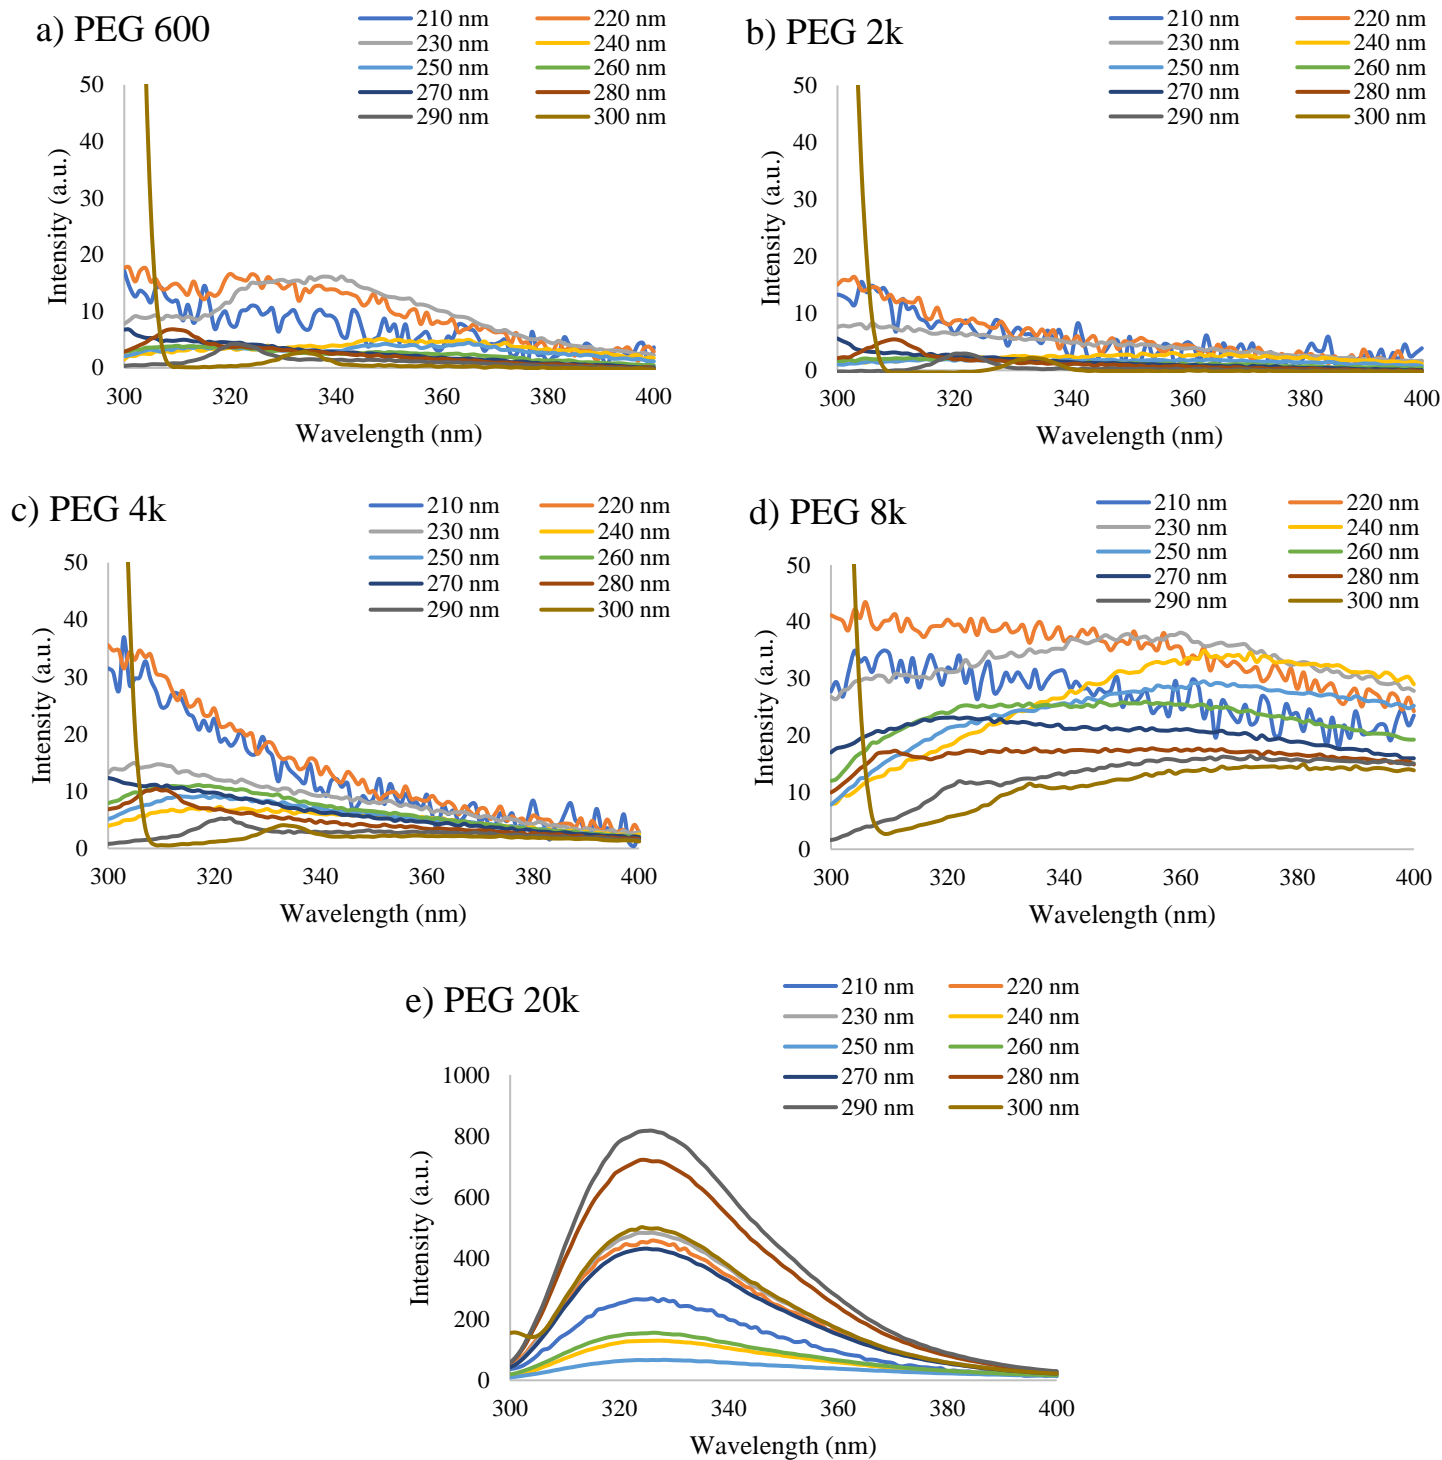 a) PEG 600
210 nm 220 nm
230 nm 240 nm
250 nm 260 nm
270 nm 280 nm
290 nm 300 nm
50
40
30
20
10
0
300 320 340 360 380 400
Intensity (a.u.)
Wavelength (nm)
b) PEG 2k
210 nm 220 nm
230 nm 240 nm
250 nm 260 nm
270 nm 280 nm
290 nm 300 nm
50
40
30
20
10
0
300 320 340 360 380 400
Intensity (a.u.)
Wavelength (nm)
c) PEG 4k
210 nm 220 nm
230 nm 240 nm
250 nm 260 nm
270 nm 280 nm
290 nm 300 nm
50
40
30
20
10
0
300 320 340 360 380 400
Intensity (a.u.)
Wavelength (nm)
d) PEG 8k
210 nm 220 nm
230 nm 240 nm
250 nm 260 nm
270 nm 280 nm
290 nm 300 nm
50
40
30
20
10
0
300 320 340 360 380 400
Intensity (a.u.)
Wavelength (nm)
e) PEG 20k
210 nm 220 nm
230 nm 240 nm
250 nm 260 nm
270 nm 280 nm
290 nm 300 nm
1000
800
600
400
200
0
300 320 340 360 380 400
Intensity (a.u.)
Wavelength (nm)